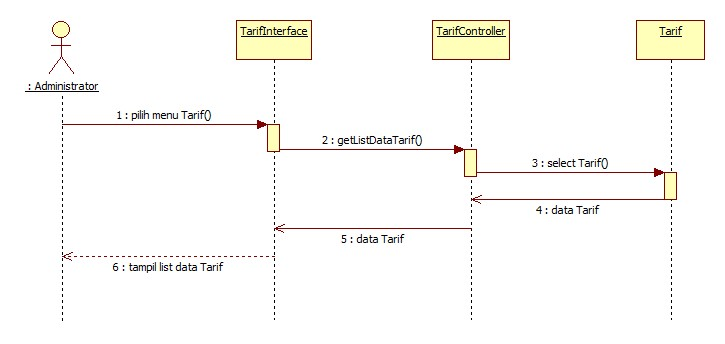 TarifInterface
TarifController
Tarif
: Administrator
1 : pilih menu Tarif()
2 : getListDataTarif()
3 : select Tarif()
4 : data Tarif
5 : data Tarif
6 : tampil list data Tarif